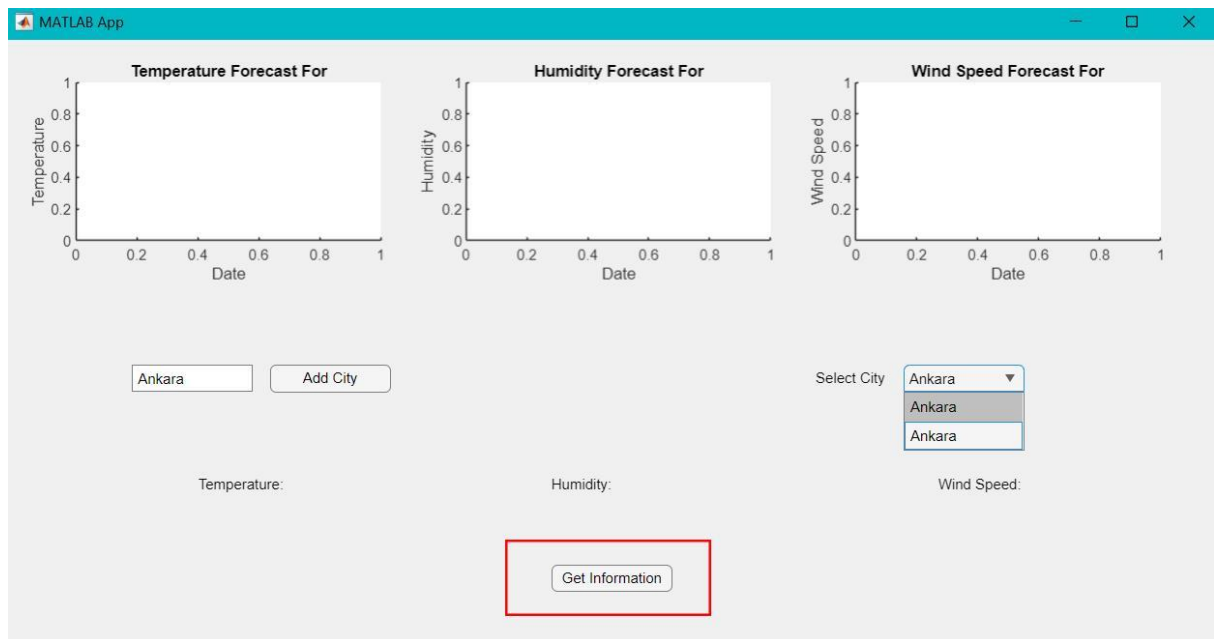 MATLAB App
Temperature Forecast For
1
0.8
0.6
0.4
0.2
0
Temperature
0 0.2 0.4 0.6 0.8 1
Date
Humidity Forecast For
1
0.8
0.6
0.4
0.2
0
Humidity
0 0.2 0.4 0.6 0.8 1
Date
Wind Speed Forecast For
1
0.8
0.6
0.4
0.2
0
Wind Speed
0 0.2 0.4 0.6 0.8 1
Date
Ankara Add City
Select City Ankara
Ankara
Ankara
Temperature: Humidity: Wind Speed:
Get Information